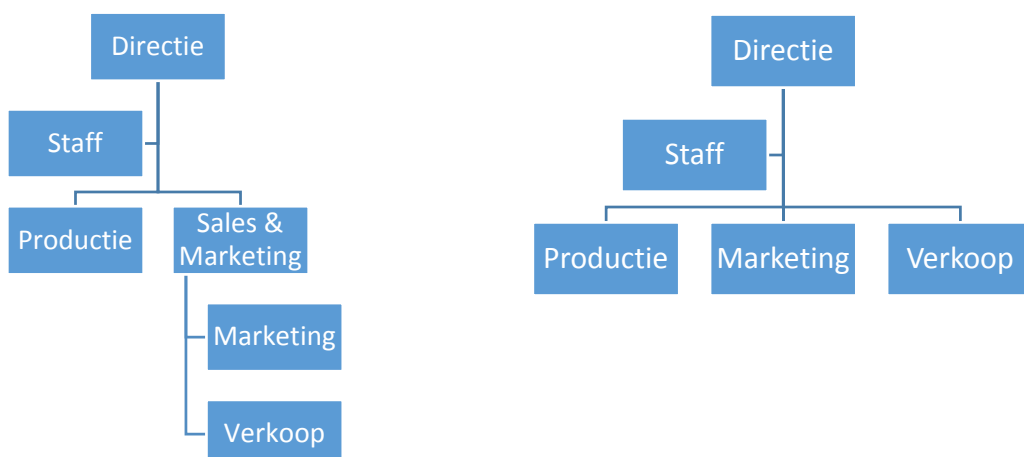 Directie
Staff
Productie
Sales &
Marketing
Marketing
Verkoop
Directie
Staff
Productie
Marketing
Verkoop